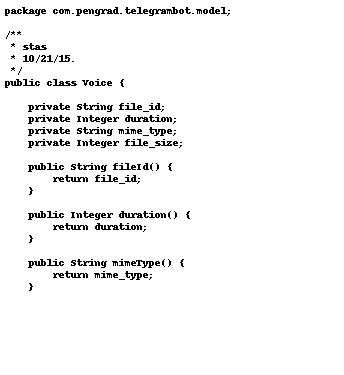 package com.pengrad.telegrambot.model;

/**
 * stas
 * 10/21/15.
 */
public class Voice {

    private String file_id;
    private Integer duration;
    private String mime_type;
    private Integer file_size;

    public String fileId() {
        return file_id;
    }

    public Integer duration() {
        return duration;
    }

    public String mimeType() {
        return mime_type;
    }